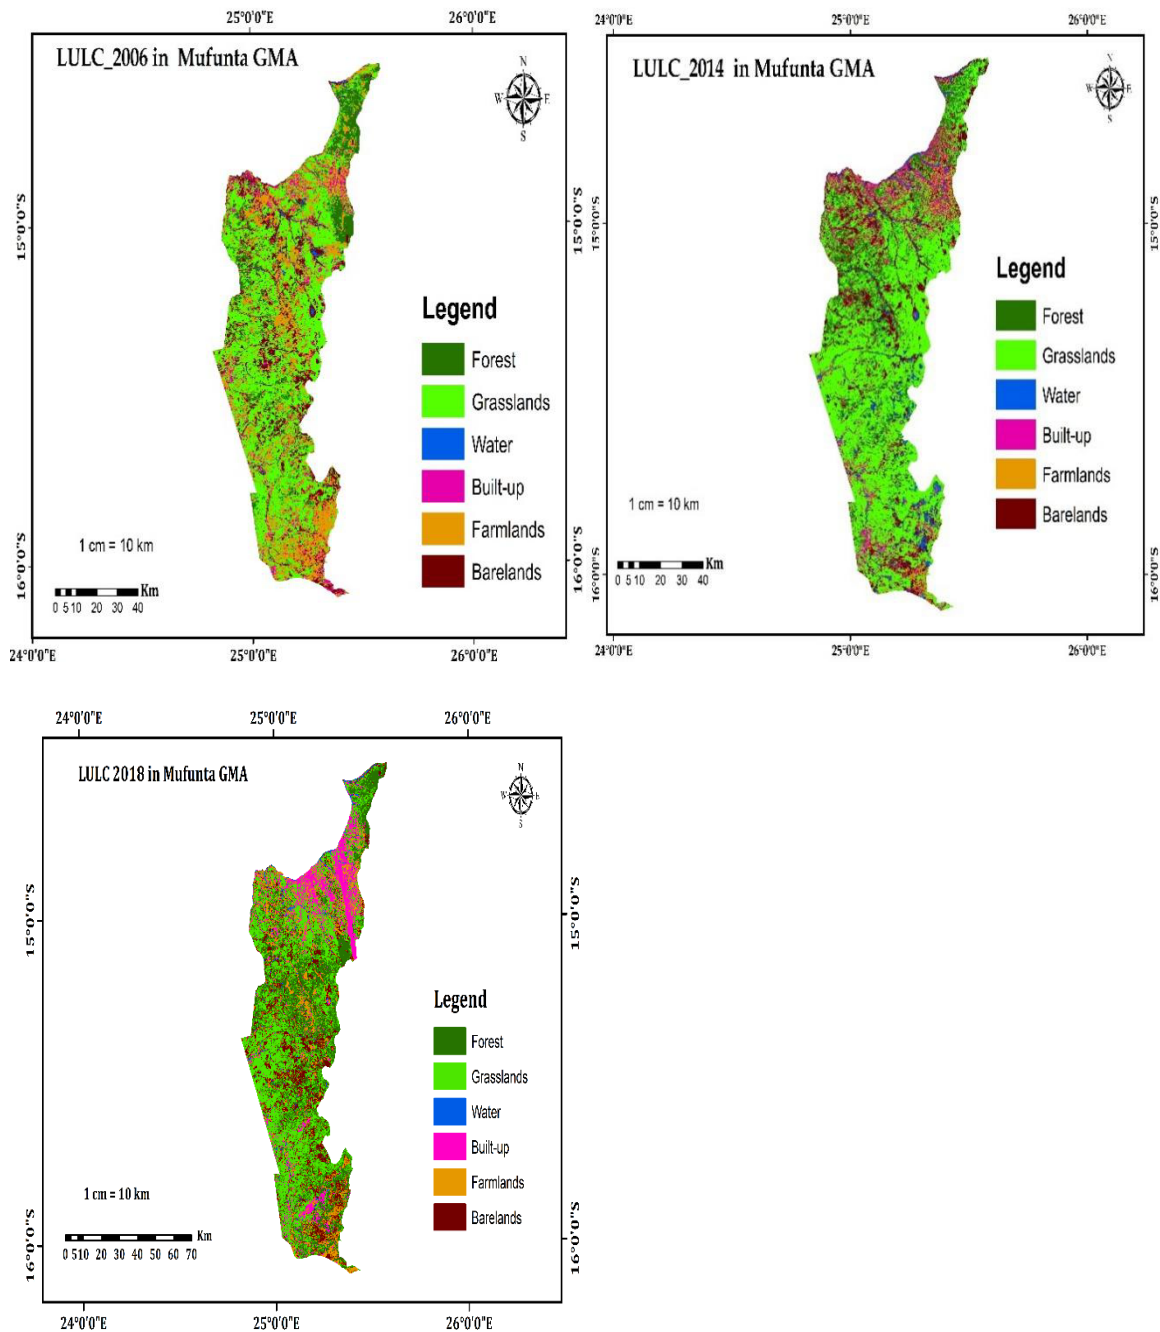 25°0'0"E 26°0'0"E
LULC_2006 in Mufunta GMA
N
W E
S
15°0'0"S 15°0'0"S
Legend
Forest
Grasslands
Water
Built-up
Farmlands
Barelands
1 cm = 10 km
Km
0 5 10 20 30 40
16°0'0"S 16°0'0"S
24°0'0"E 25°0'0"E 26°0'0"E
24°0'0"E 25°0'0"E 26°0'0"E
LULC_2014 in Mufunta GMA
N
W E
S
15°0'0"S 15°0'0"S
Legend
Forest
Grasslands
Water
Built-up
Farmlands
Barelands
1 cm = 10 km
Km
0 5 10 20 30 40
16°0'0"S 16°0'0"S
24°0'0"E 25°0'0"E 26°0'0"E
24°0'0"E 25°0'0"E 26°0'0"E
LULC 2018 in Mufunta GMA
N
W E
S
15°0'0"S 15°0'0"S
Legend
Forest
Grasslands
Water
Built-up
Farmlands
Barelands
1 cm = 10 km
Km
0 510 20 30 40 50 60 70
16°0'0"S 16°0'0"S
24°0'0"E 25°0'0"E 26°0'0"E